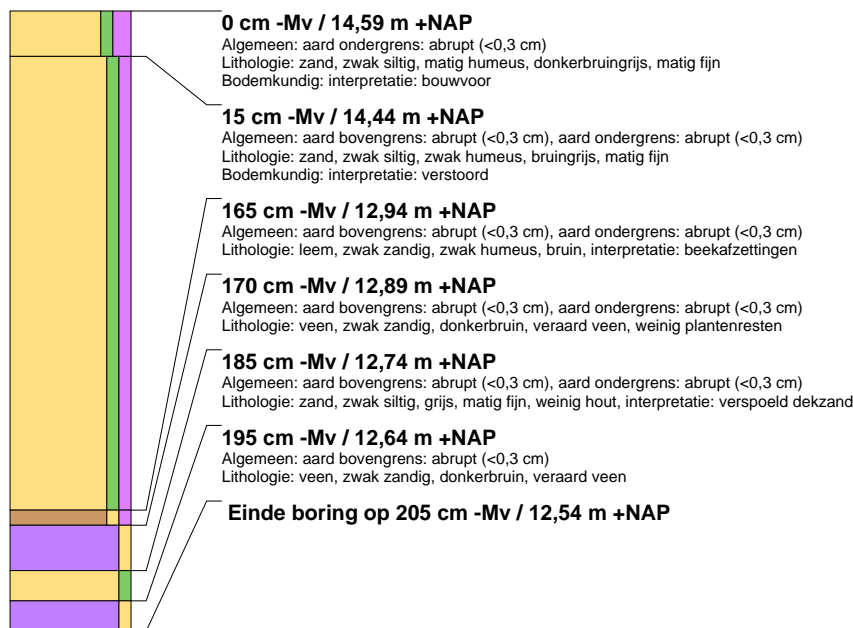 0 cm -Mv / 14,59 m +NAP
Algemeen: aard ondergrens: abrupt (<0,3 cm)
Lithologie: zand, zwak siltig, matig humeus, donkerbruingrijs, matig fijn
Bodemkundig: interpretatie: bouwvoor
15 cm -Mv / 14,44 m +NAP
Algemeen: aard bovengrens: abrupt (<0,3 cm), aard ondergrens: abrupt (<0,3 cm)
Lithologie: zand, zwak siltig, zwak humeus, bruingrijs, matig fijn
Bodemkundig: interpretatie: verstoord
165 cm -Mv / 12,94 m +NAP
Algemeen: aard bovengrens: abrupt (<0,3 cm), aard ondergrens: abrupt (<0,3 cm)
Lithologie: leem, zwak zandig, zwak humeus, bruin, interpretatie: beekafzettingen
170 cm -Mv / 12,89 m +NAP
Algemeen: aard bovengrens: abrupt (<0,3 cm), aard ondergrens: abrupt (<0,3 cm)
Lithologie: veen, zwak zandig, donkerbruin, veraard veen, weinig plantenresten
185 cm -Mv / 12,74 m +NAP
Algemeen: aard bovengrens: abrupt (<0,3 cm), aard ondergrens: abrupt (<0,3 cm)
Lithologie: zand, zwak siltig, grijs, matig fijn, weinig hout, interpretatie: verspoeld dekzand
195 cm -Mv / 12,64 m +NAP
Algemeen: aard bovengrens: abrupt (<0,3 cm)
Lithologie: veen, zwak zandig, donkerbruin, veraard veen
Einde boring op 205 cm -Mv / 12,54 m +NAP